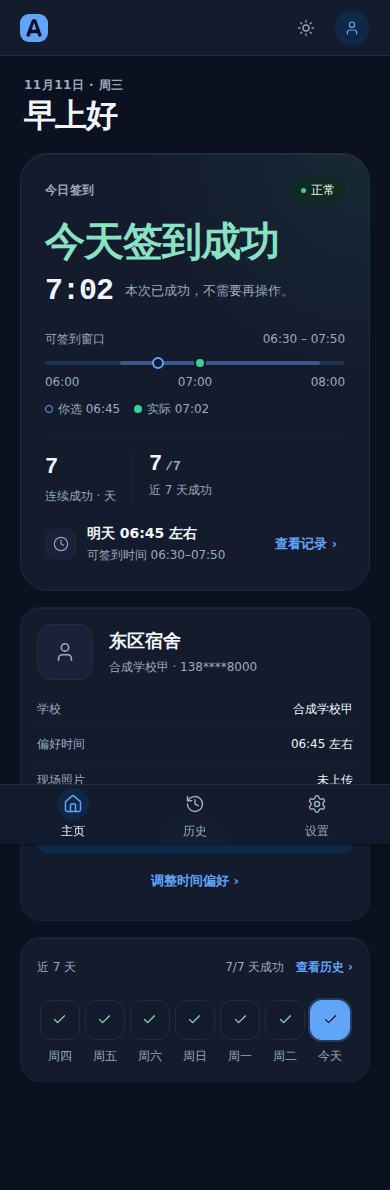 A
11月11日 · 周三
早上好
今日签到
正常
今天签到成功
7:02 本次已成功，不需要再操作。
可签到窗口 06:30 – 07:50
06:00 07:00 08:00
你选 06:45 实际 07:02
7 7 /7
连续成功 · 天 近 7 天成功
明天 06:45 左右
可签到时间 06:30–07:50
查看记录 ›
东区宿舍
合成学校甲 · 138****8000
学校 合成学校甲
偏好时间 06:45 左右
现场照片 未上传
主页 历史 设置
调整时间偏好 ›
近 7 天 7/7 天成功 查看历史 ›
周四 周五 周六 周日 周一 周二 今天